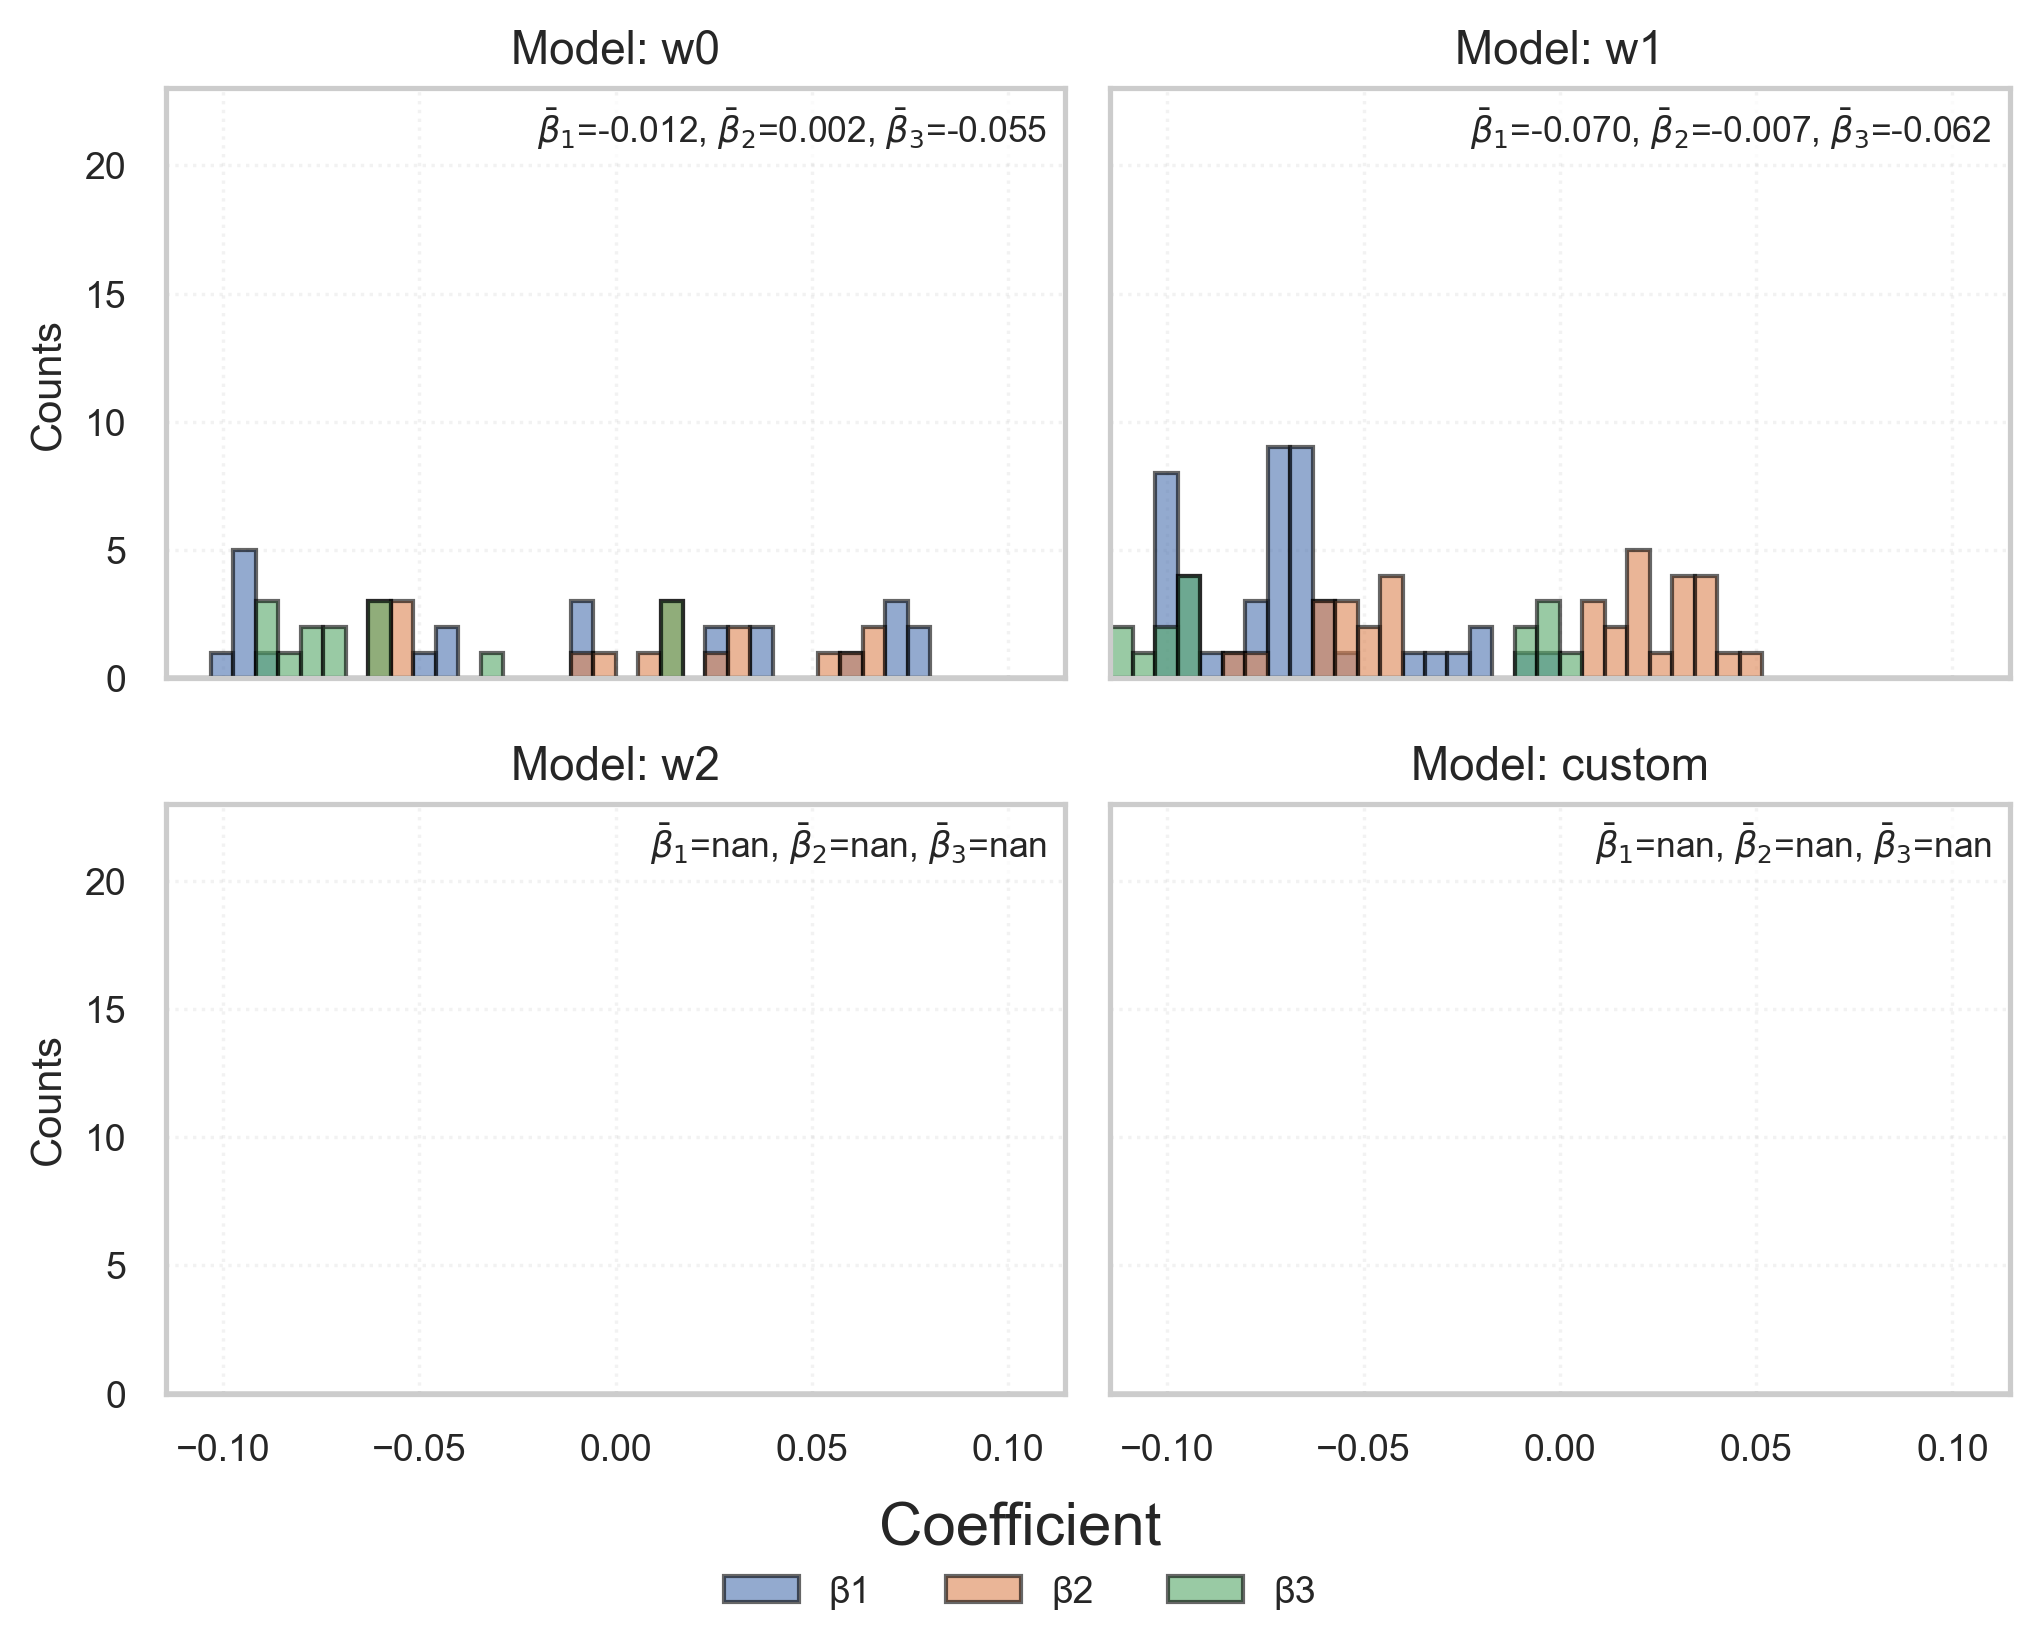 Model: w0
Model: w1
β̄₁=-0.012, β̄₂=0.002, β̄₃=-0.055
β̄₁=-0.070, β̄₂=-0.007, β̄₃=-0.062
Counts
20
15
10
5
0
Model: w2
Model: custom
β̄₁=nan, β̄₂=nan, β̄₃=nan
β̄₁=nan, β̄₂=nan, β̄₃=nan
Counts
20
15
10
5
0
−0.10 −0.05 0.00 0.05 0.10
−0.10 −0.05 0.00 0.05 0.10
Coefficient
β1 β2 β3